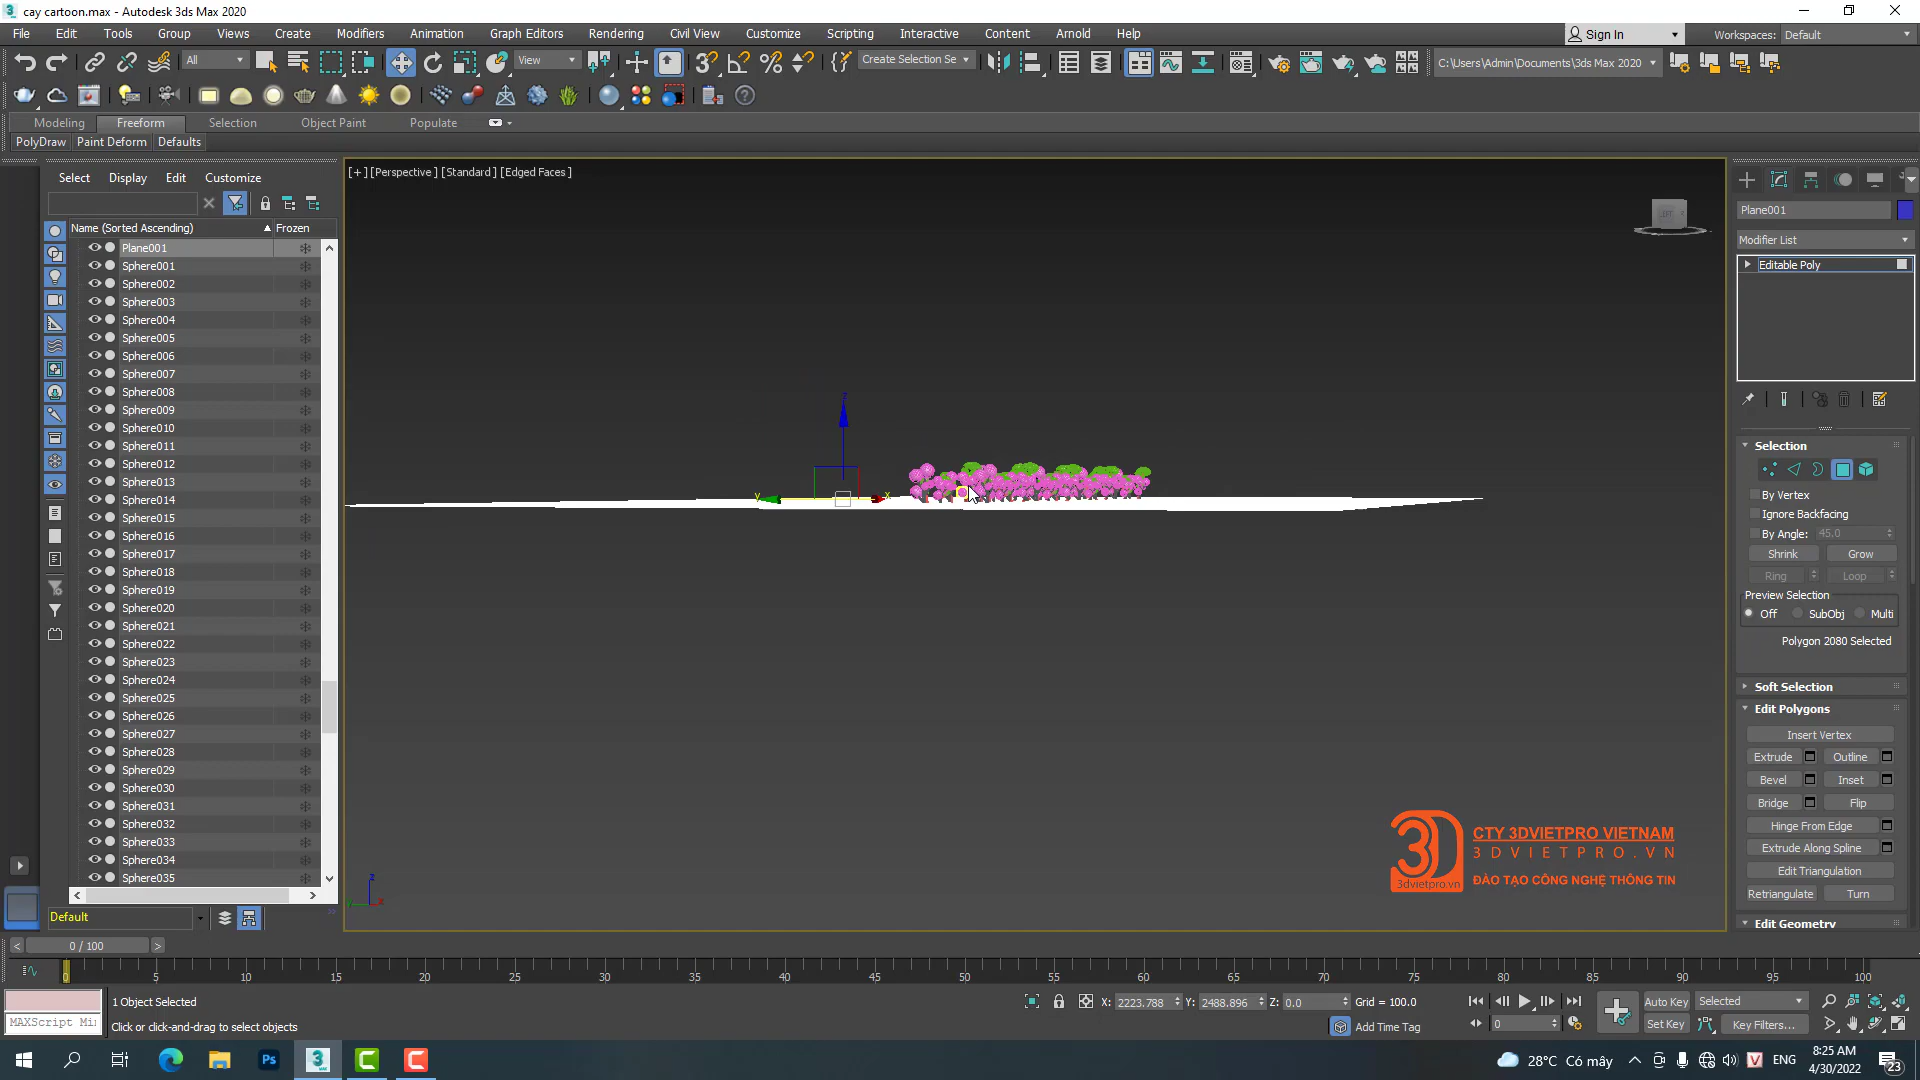 cay cartoon.max - Autodesk 3ds Max 2020
File Edit Tools Group Views Create Modifiers Animation Graph Editors Rendering Civil View Customize Scripting Interactive Content Arnold Help Sign In Workspaces: Default
All View Create Selection Se C:\Users\Admin\Documents\3ds Max 2020
Modeling Freeform Selection Object Paint Populate
PolyDraw Paint Deform Defaults
Select Display Edit Customize
Name (Sorted Ascending) Frozen
Plane001
Sphere001
Sphere002
Sphere003
Sphere004
Sphere005
Sphere006
Sphere007
Sphere008
Sphere009
Sphere010
Sphere011
Sphere012
Sphere013
Sphere014
Sphere015
Sphere016
Sphere017
Sphere018
Sphere019
Sphere020
Sphere021
Sphere022
Sphere023
Sphere024
Sphere025
Sphere026
Sphere027
Sphere028
Sphere029
Sphere030
Sphere031
Sphere032
Sphere033
Sphere034
Sphere035
Default
[+] [Perspective ] [Standard ] [Edged Faces ]
LEFT
z
y
x
z
x
CTY 3DVIETPRO VIETNAM
3DVIETPRO.VN
ĐÀO TẠO CÔNG NGHỆ THÔNG TIN
3D
3dvietpro.vn
Plane001
Modifier List
Editable Poly
Selection
By Vertex
Ignore Backfacing
By Angle: 45.0
Shrink Grow
Ring Loop
Preview Selection
Off SubObj Multi
Polygon 2080 Selected
Soft Selection
Edit Polygons
Insert Vertex
Extrude Outline
Bevel Inset
Bridge Flip
Hinge From Edge
Extrude Along Spline
Edit Triangulation
Retriangulate Turn
Edit Geometry
0 / 100
0 5 10 15 20 25 30 35 40 45 50 55 60 65 70 75 80 85 90 95 100
1 Object Selected X: 2223.788 Y: 2488.896 Z: 0.0 Grid = 100.0 Auto Key Selected
MAXScript Mi Click or click-and-drag to select objects Add Time Tag 0 Set Key Key Filters...
Ps 3 28°C Có mây V ENG 8:25 AM
4/30/2022 23